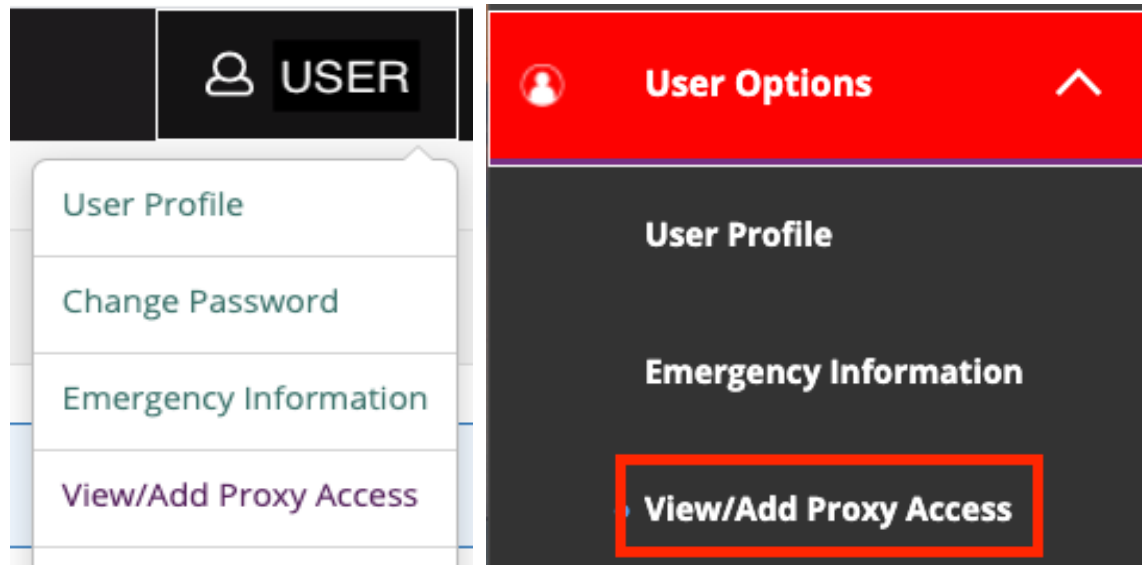 USER
User Profile
Change Password
Emergency Information
View/Add Proxy Access
User Options
User Profile
Emergency Information
View/Add Proxy Access